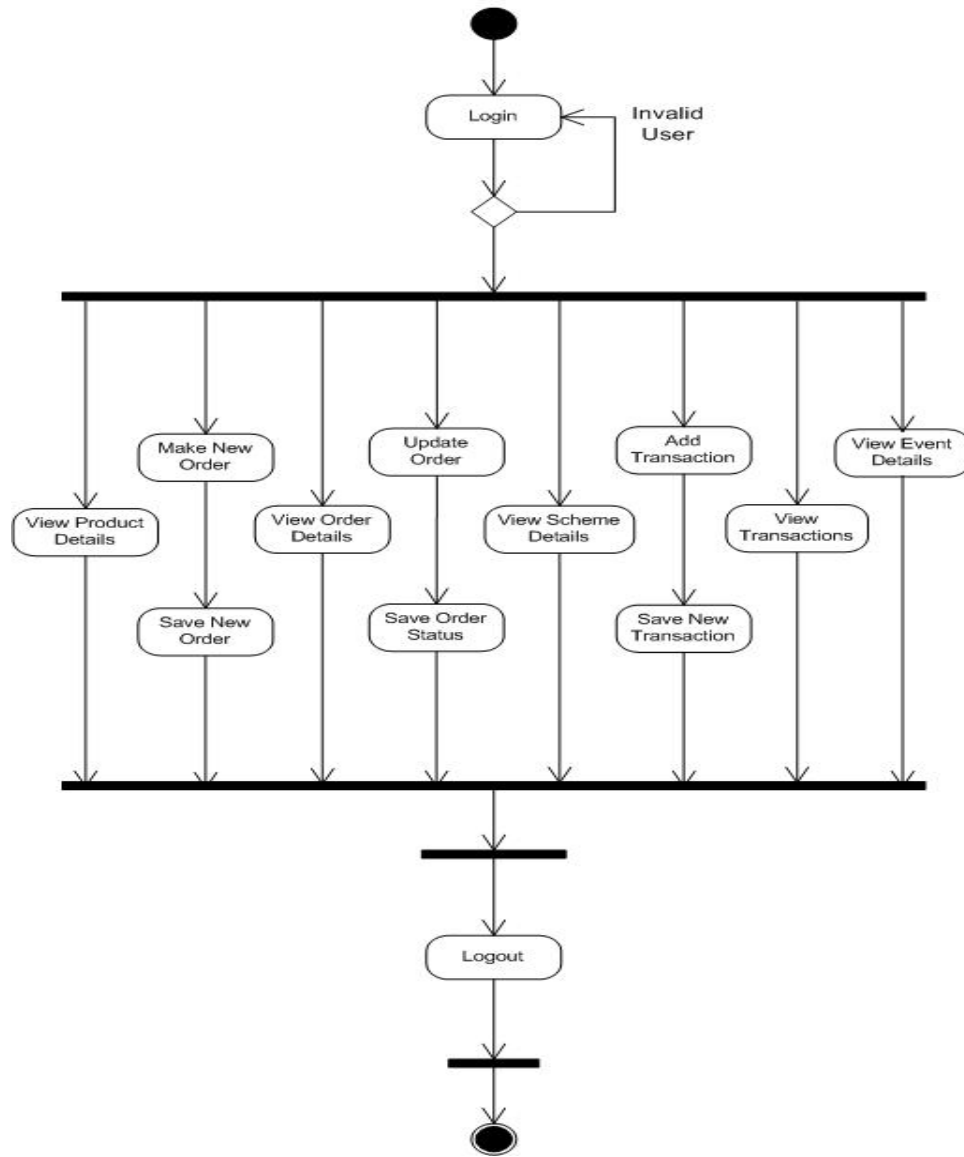 Login
Invalid
User
Make New
Order
Update
Order
Add
Transaction
View Event
Details
View Product
Details
View Order
Details
View Scheme
Details
View
Transactions
Save New
Order
Save Order
Status
Save New
Transaction
Logout